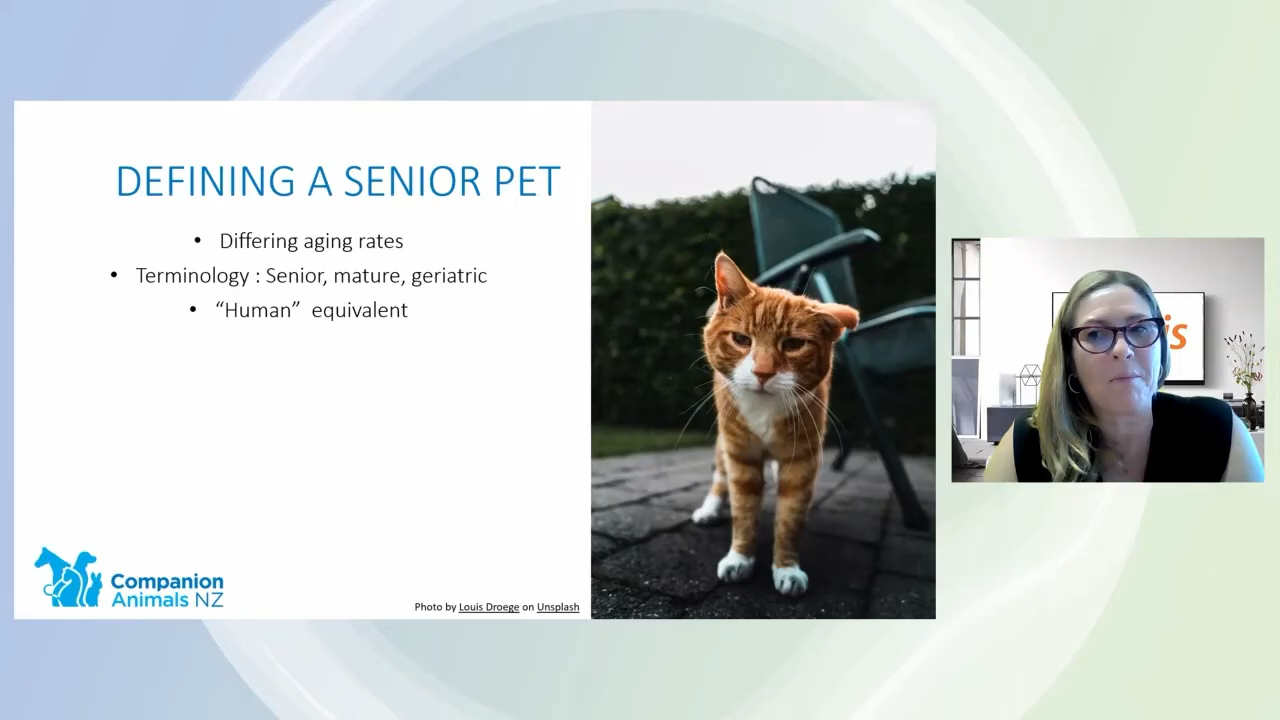 DEFINING A SENIOR PET
• Differing aging rates
• Terminology : Senior, mature, geriatric
• “Human”  equivalent
Companion
Animals NZ
Photo by Louis Droege on Unsplash
is